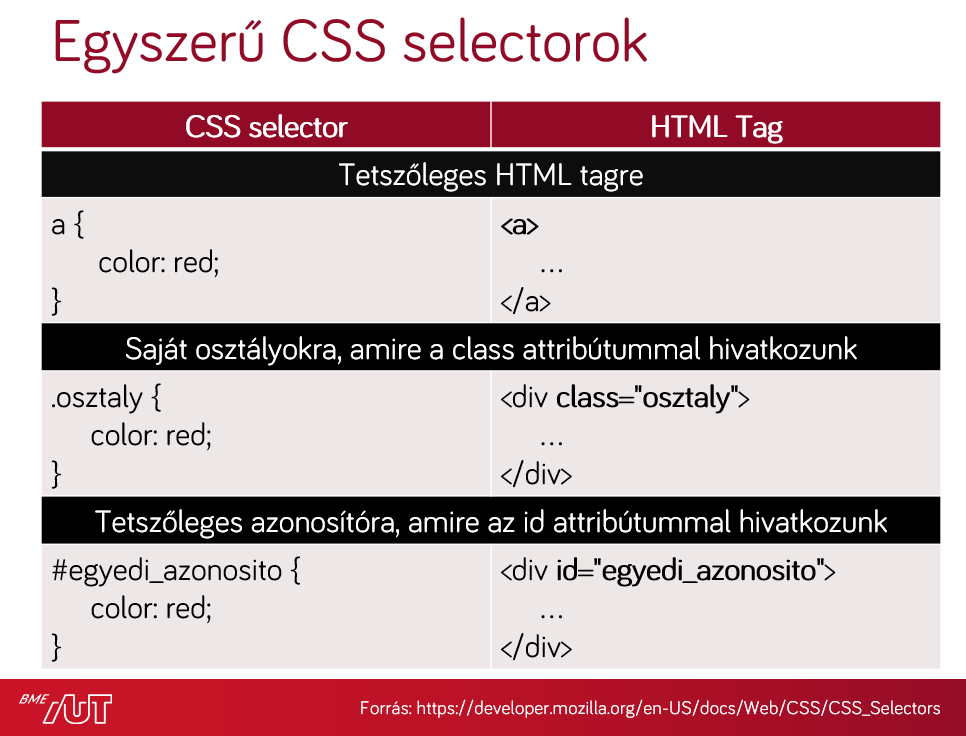 Egyszerű CSS selectorok
CSS selector
HTML Tag
Tetszőleges HTML tagre
a {
color: red;
}
<a>
...
</a>
Saját osztályokra, amire a class attribútummal hivatkozunk
.osztaly {
color: red;
}
<div class="osztaly">
...
</div>
Tetszőleges azonosítóra, amire az id attribútummal hivatkozunk
#egyedi_azonosito {
color: red;
}
<div id="egyedi_azonosito">
...
</div>
BME AUT
Forrás: https://developer.mozilla.org/en-US/docs/Web/CSS/CSS_Selectors